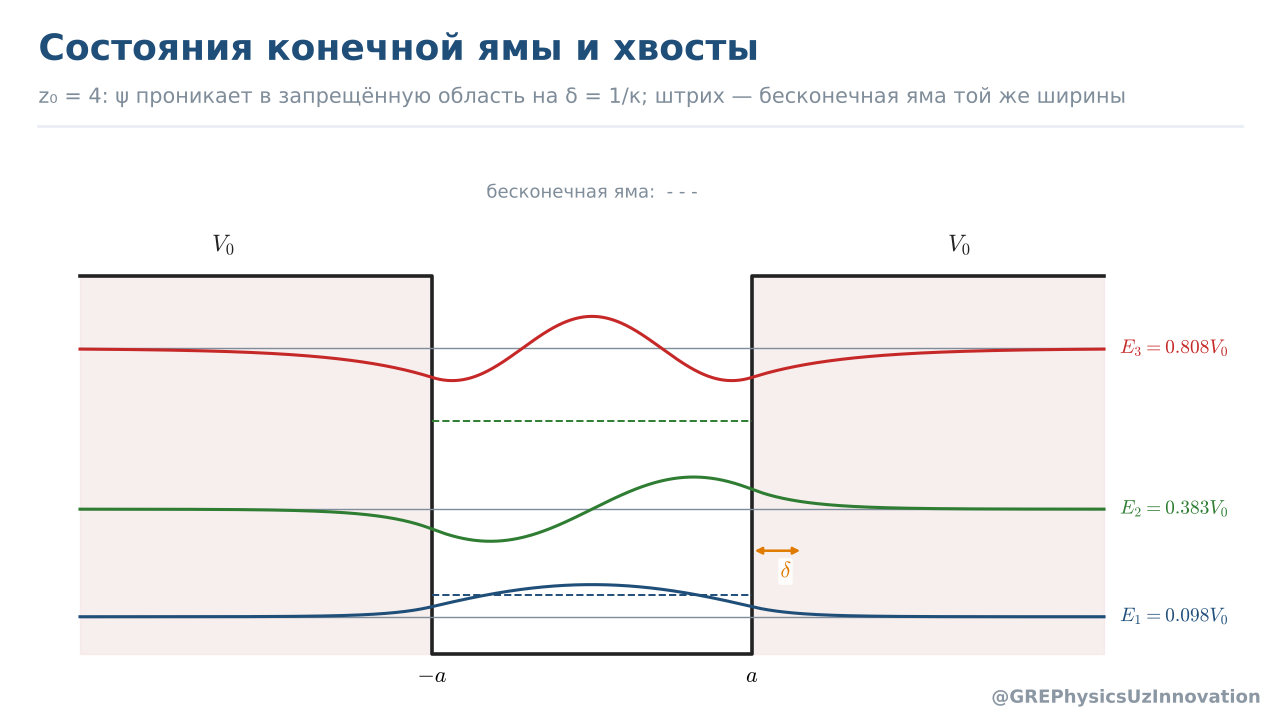 Состояния конечной ямы и хвосты
z₀ = 4: ψ проникает в запрещённую область на δ = 1/κ; штрих — бесконечная яма той же ширины
бесконечная яма: - - -
V₀ V₀
E₃ = 0.808V₀
E₂ = 0.383V₀
δ
E₁ = 0.098V₀
−a a
@GREPhysicsUzInnovation